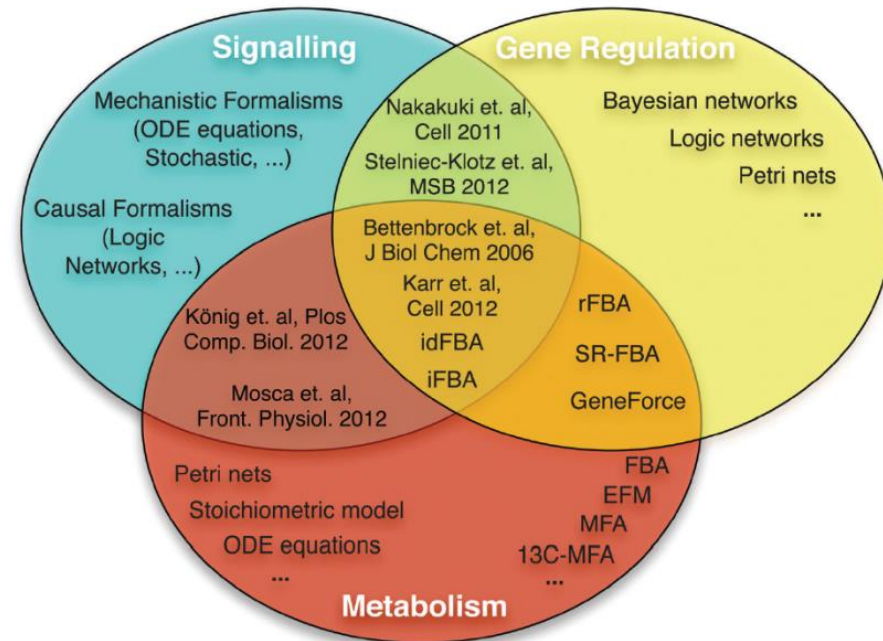 Signalling
Gene Regulation
Mechanistic Formalisms
(ODE equations,
Stochastic, ...)
Causal Formalisms
(Logic
Networks, ...)
Nakakuki et. al,
Cell 2011
Stelniec-Klotz et. al,
MSB 2012
Bayesian networks
Logic networks
Petri nets
...
Bettenbrock et. al,
J Biol Chem 2006
Karr et. al,
Cell 2012
idFBA
iFBA
König et. al, Plos
Comp. Biol. 2012
Mosca et. al,
Front. Physiol. 2012
rFBA
SR-FBA
GeneForce
Petri nets
Stoichiometric model
ODE equations
...
FBA
EFM
MFA
13C-MFA
...
Metabolism